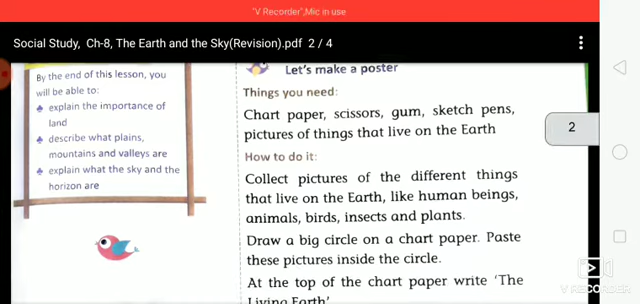 'V Recorder',Mic in use
Social Study, Ch-8, The Earth and the Sky(Revision).pdf 2 / 4
By the end of this lesson, you
will be able to:
explain the importance of
land
describe what plains,
mountains and valleys are
explain what the sky and the
horizon are
Let's make a poster
Things you need:
Chart paper, scissors, gum, sketch pens,
pictures of things that live on the Earth
How to do it:
Collect pictures of the different things
that live on the Earth, like human beings,
animals, birds, insects and plants.
Draw a big circle on a chart paper. Paste
these pictures inside the circle.
At the top of the chart paper write 'The
Living Earth'
2
V RECORDER